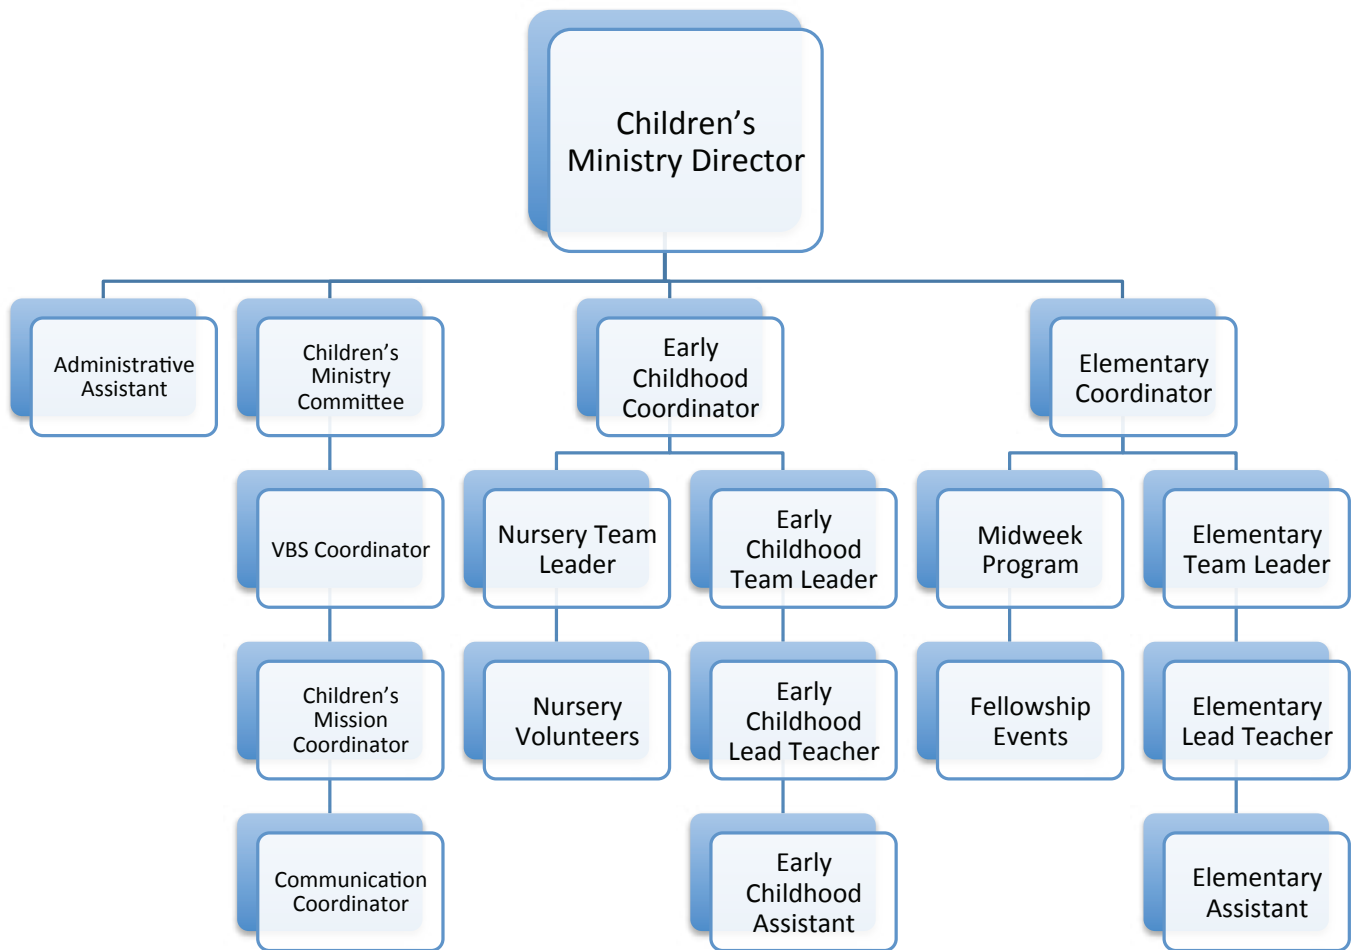 Children’s
Ministry Director
Administrative
Assistant
Children’s
Ministry
Committee
Early
Childhood
Coordinator
Elementary
Coordinator
VBS Coordinator
Nursery Team
Leader
Early
Childhood
Team Leader
Midweek
Program
Elementary
Team Leader
Children’s
Mission
Coordinator
Nursery
Volunteers
Early
Childhood
Lead Teacher
Fellowship
Events
Elementary
Lead Teacher
Communication
Coordinator
Early
Childhood
Assistant
Elementary
Assistant